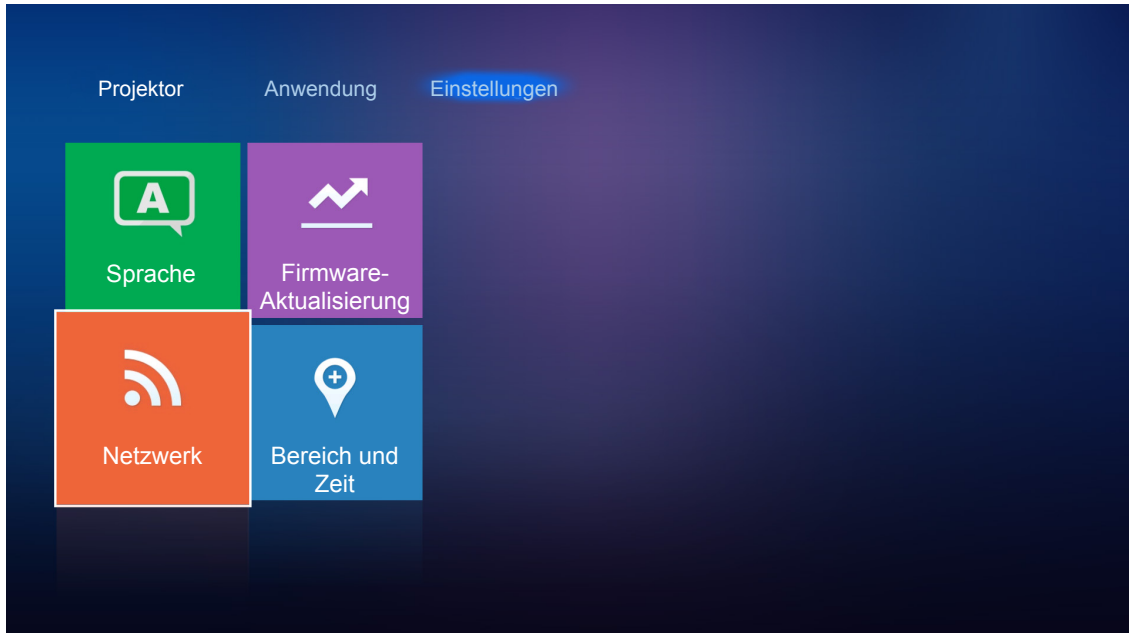 Projektor Anwendung Einstellungen
A
Sprache
Firmware-
Aktualisierung
Netzwerk
Bereich und
Zeit